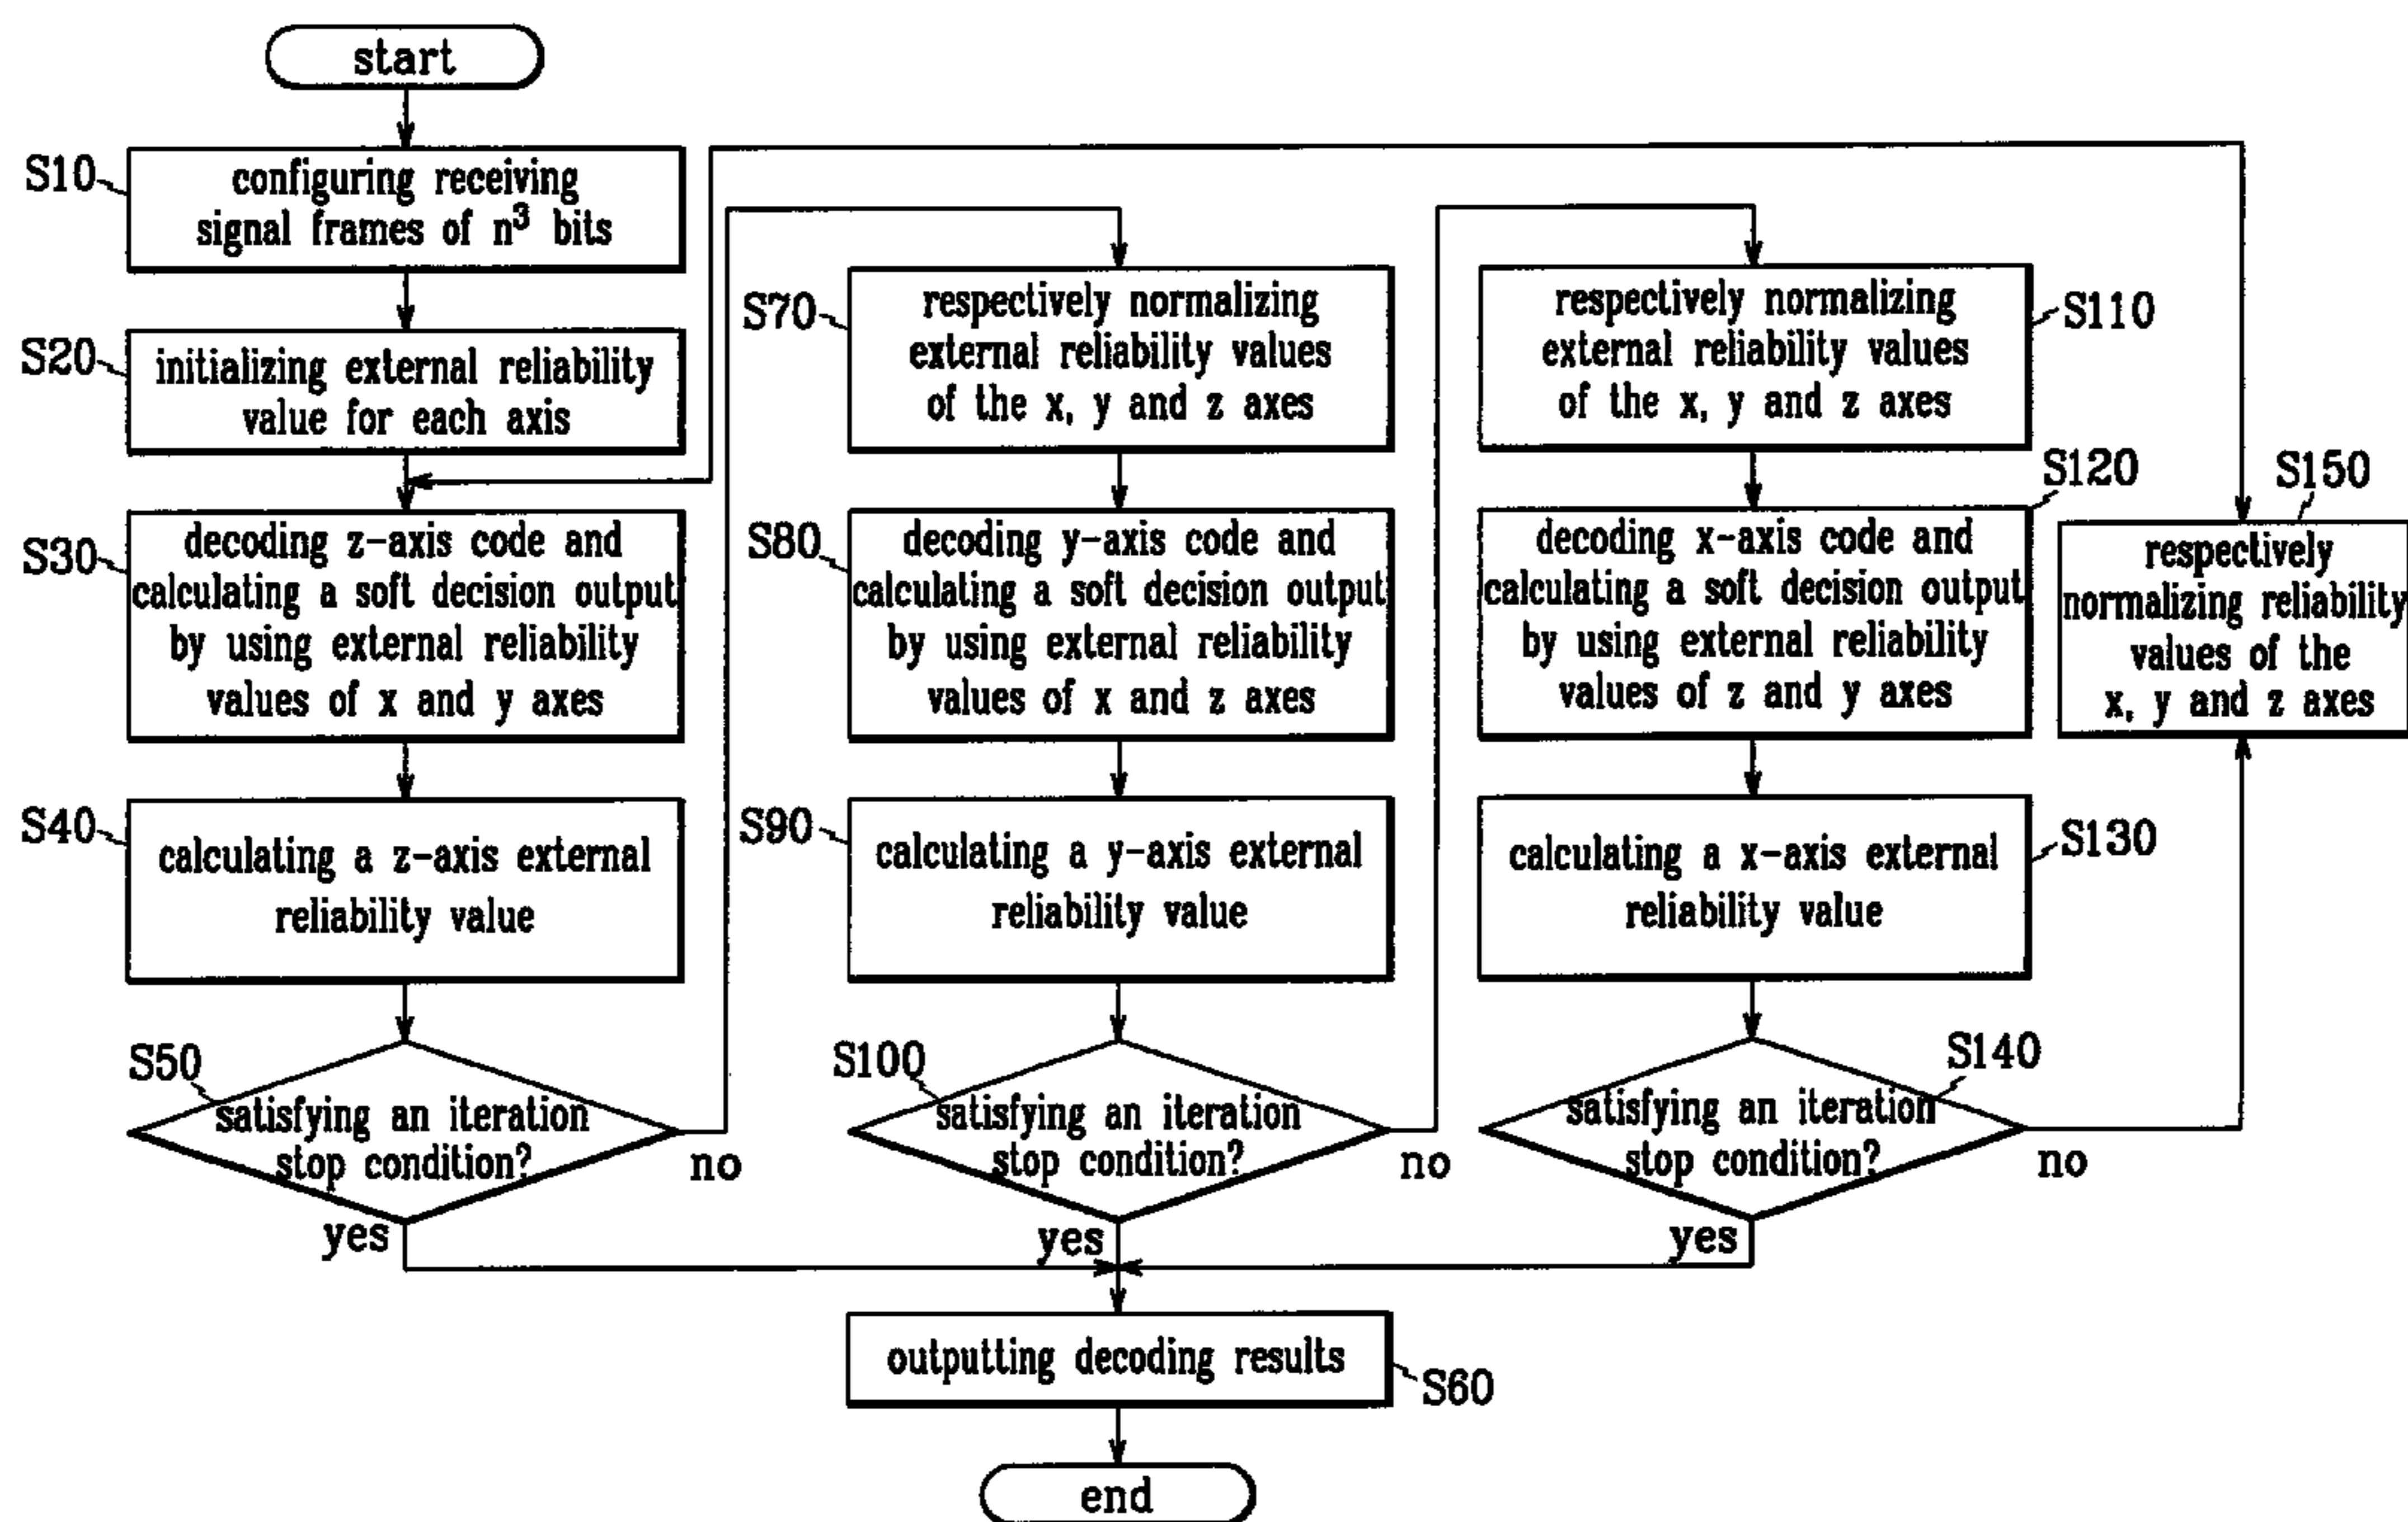 start
S10
configuring receiving
signal frames of n³ bits
S20
initializing external reliability
value for each axis
S30
decoding z-axis code and
calculating a soft decision output
by using external reliability
values of x and y axes
S40
calculating a z-axis external
reliability value
S50
satisfying an iteration
stop condition?
no
yes
S70
respectively normalizing
external reliability values
of the x, y and z axes
S80
decoding y-axis code and
calculating a soft decision output
by using external reliability
values of x and z axes
S90
calculating a y-axis external
reliability value
S100
satisfying an iteration
stop condition?
no
yes
S110
respectively normalizing
external reliability values
of the x, y and z axes
S120
decoding x-axis code and
calculating a soft decision output
by using external reliability
values of z and y axes
S130
calculating a x-axis external
reliability value
S140
satisfying an iteration
stop condition?
no
yes
S150
respectively
normalizing reliability
values of the
x, y and z axes
outputting decoding results
S60
end